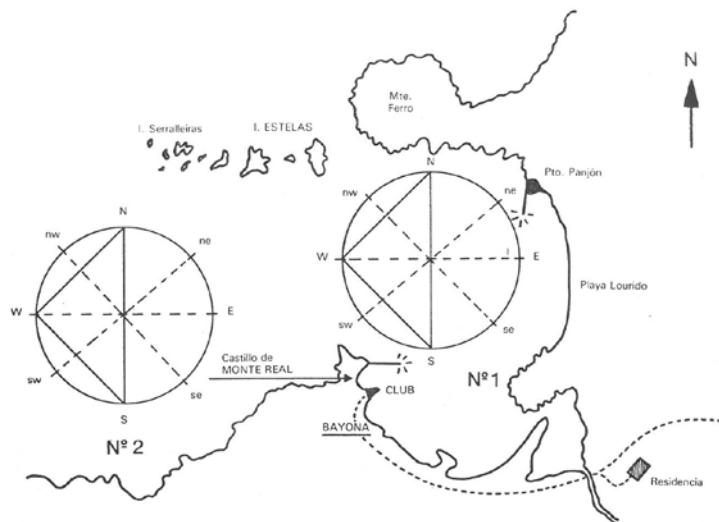 N
Mte.
Ferro
I. Serralleiras
I. ESTELAS
Pto. Panjón
N
nw
ne
W
E
sw
se
S
Nº1
Playa Lourido
N
nw
ne
W
E
sw
se
S
Nº2
Castillo de
MONTE REAL
CLUB
BAYONA
Residencia